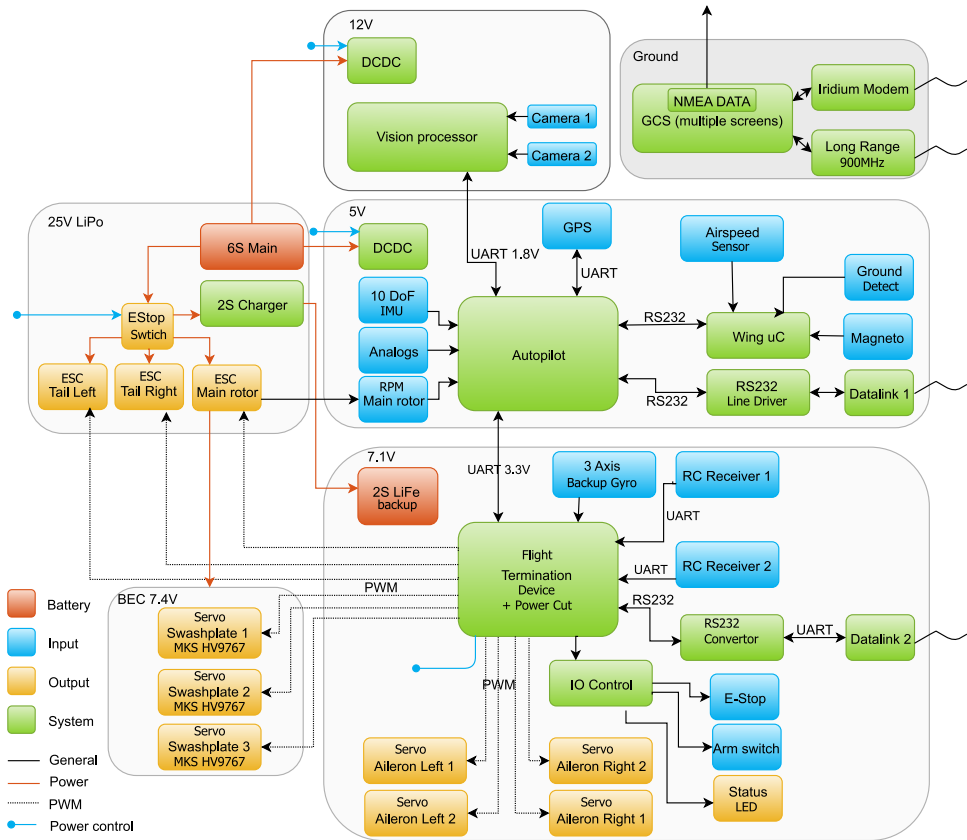 12V
DCDC
Vision processor
Camera 1
Camera 2
Ground
NMEA DATA
GCS (multiple screens)
Iridium Modem
Long Range
900MHz
25V LiPo
6S Main
2S Charger
EStop
Swtich
ESC
Tail Left
ESC
Tail Right
ESC
Main rotor
5V
DCDC
UART 1.8V
GPS
UART
Airspeed
Sensor
Ground
Detect
10 DoF
IMU
Analogs
RPM
Main rotor
Autopilot
RS232
Wing uC
Magneto
RS232
RS232
Line Driver
Datalink 1
7.1V
UART 3.3V
2S LiFe
backup
3 Axis
Backup Gyro
RC Receiver 1
UART
Flight
Termination
Device
+ Power Cut
UART
RC Receiver 2
RS232
RS232
Convertor
UART
Datalink 2
PWM
PWM
IO Control
E-Stop
Arm switch
Status
LED
Servo
Aileron Left 1
Servo
Aileron Left 2
Servo
Aileron Right 2
Servo
Aileron Right 1
BEC 7.4V
Servo
Swashplate 1
MKS HV9767
Servo
Swashplate 2
MKS HV9767
Servo
Swashplate 3
MKS HV9767
Battery
Input
Output
System
General
Power
PWM
Power control